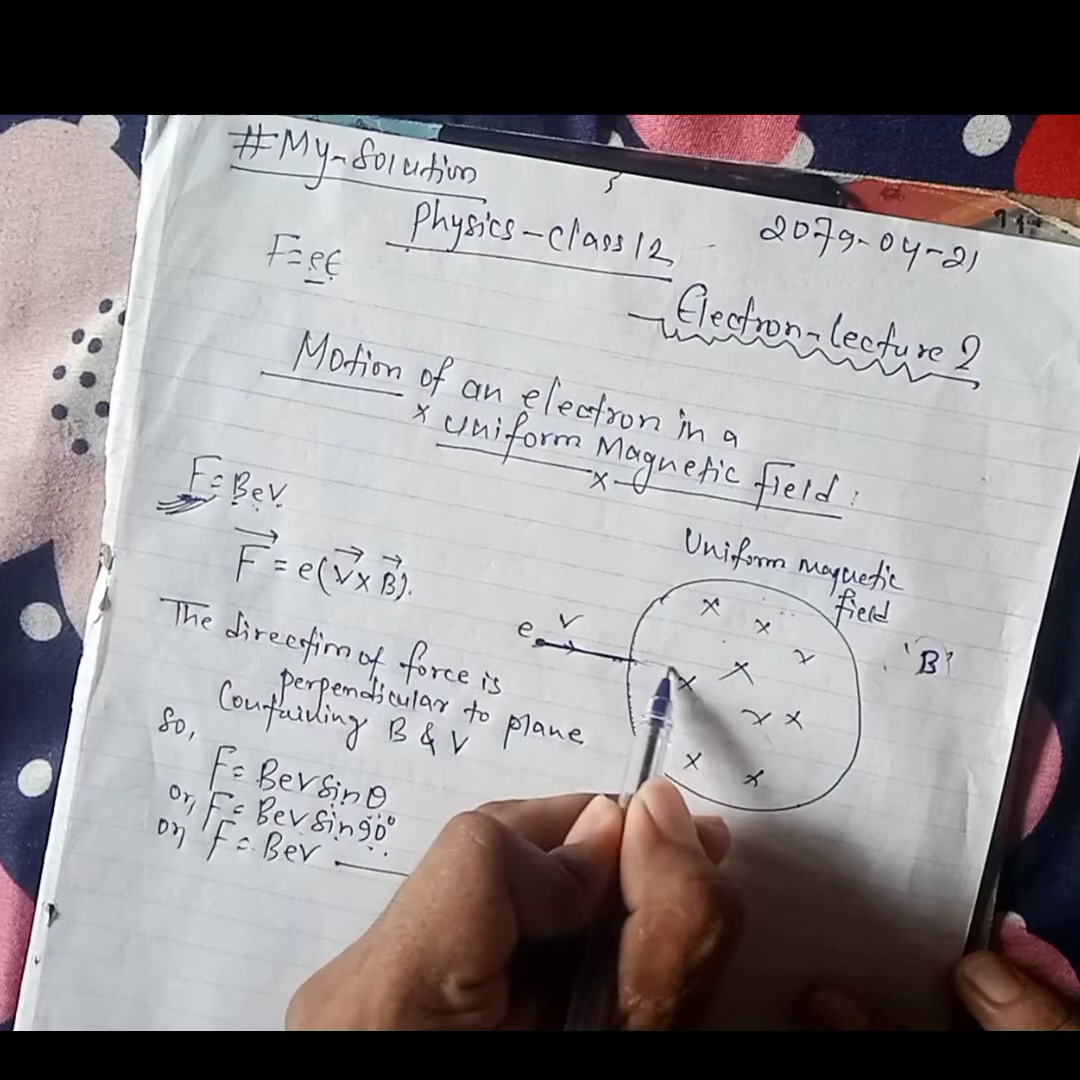 #My-Solution
Physics-class 12
2079-04-21
F=eE
Electron-lecture 2
Motion of an electron in a
x Uniform Magnetic field:
x
F=BeV.
F = e(V x B).
The direction of force is
perpendicular to plane
Containing B & V
So,
F= BeV Sinθ
or, F= BeV Sin90°
or, F= BeV
Uniform magnetic
field
'B'
e V
x x
x x x
x x
x x